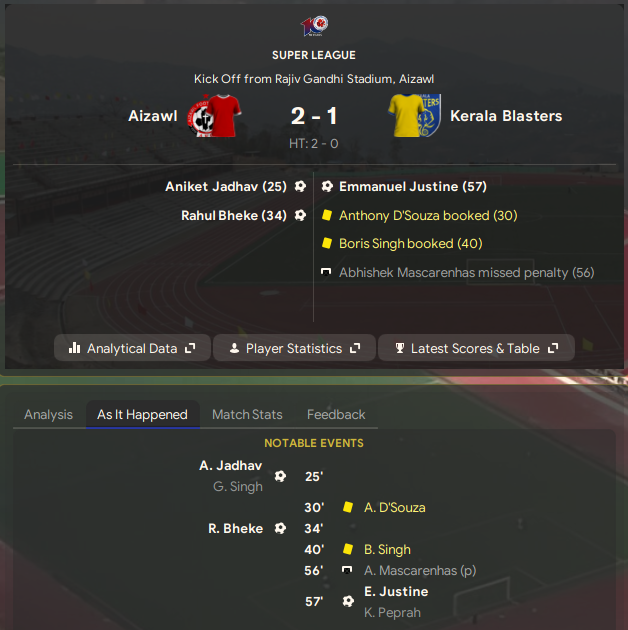 SUPER LEAGUE
Kick Off from Rajiv Gandhi Stadium, Aizawl
Aizawl 2 - 1 Kerala Blasters
HT: 2 - 0
Aniket Jadhav (25) Emmanuel Justine (57)
Rahul Bheke (34) Anthony D'Souza booked (30)
Boris Singh booked (40)
Abhishek Mascarenhas missed penalty (56)
Analytical Data Player Statistics Latest Scores & Table
Analysis As It Happened Match Stats Feedback
NOTABLE EVENTS
A. Jadhav
G. Singh
25'
30' A. D'Souza
R. Bheke 34'
40' B. Singh
56' A. Mascarenhas (p)
57'
E. Justine
K. Peprah